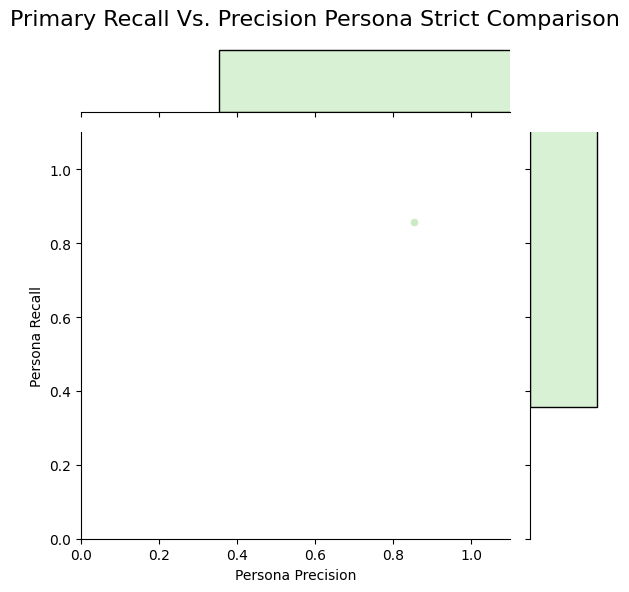 Primary Recall Vs. Precision Persona Strict Comparison
1.0
0.8
0.6
0.4
0.2
0.0
Persona Recall
0.0 0.2 0.4 0.6 0.8 1.0
Persona Precision